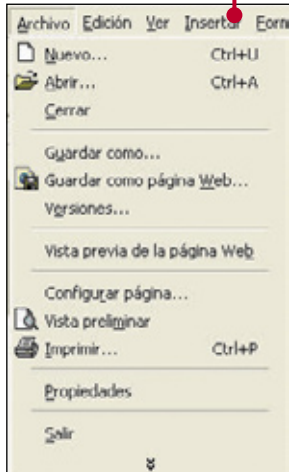 Archivo Edición Ver Insertar
Nuevo... Ctrl+U
Abrir... Ctrl+A
Cerrar
Guardar como...
Guardar como página Web...
Versiones...
Vista previa de la página Web
Configurar página...
Vista preliminar
Imprimir... Ctrl+P
Propiedades
Salir